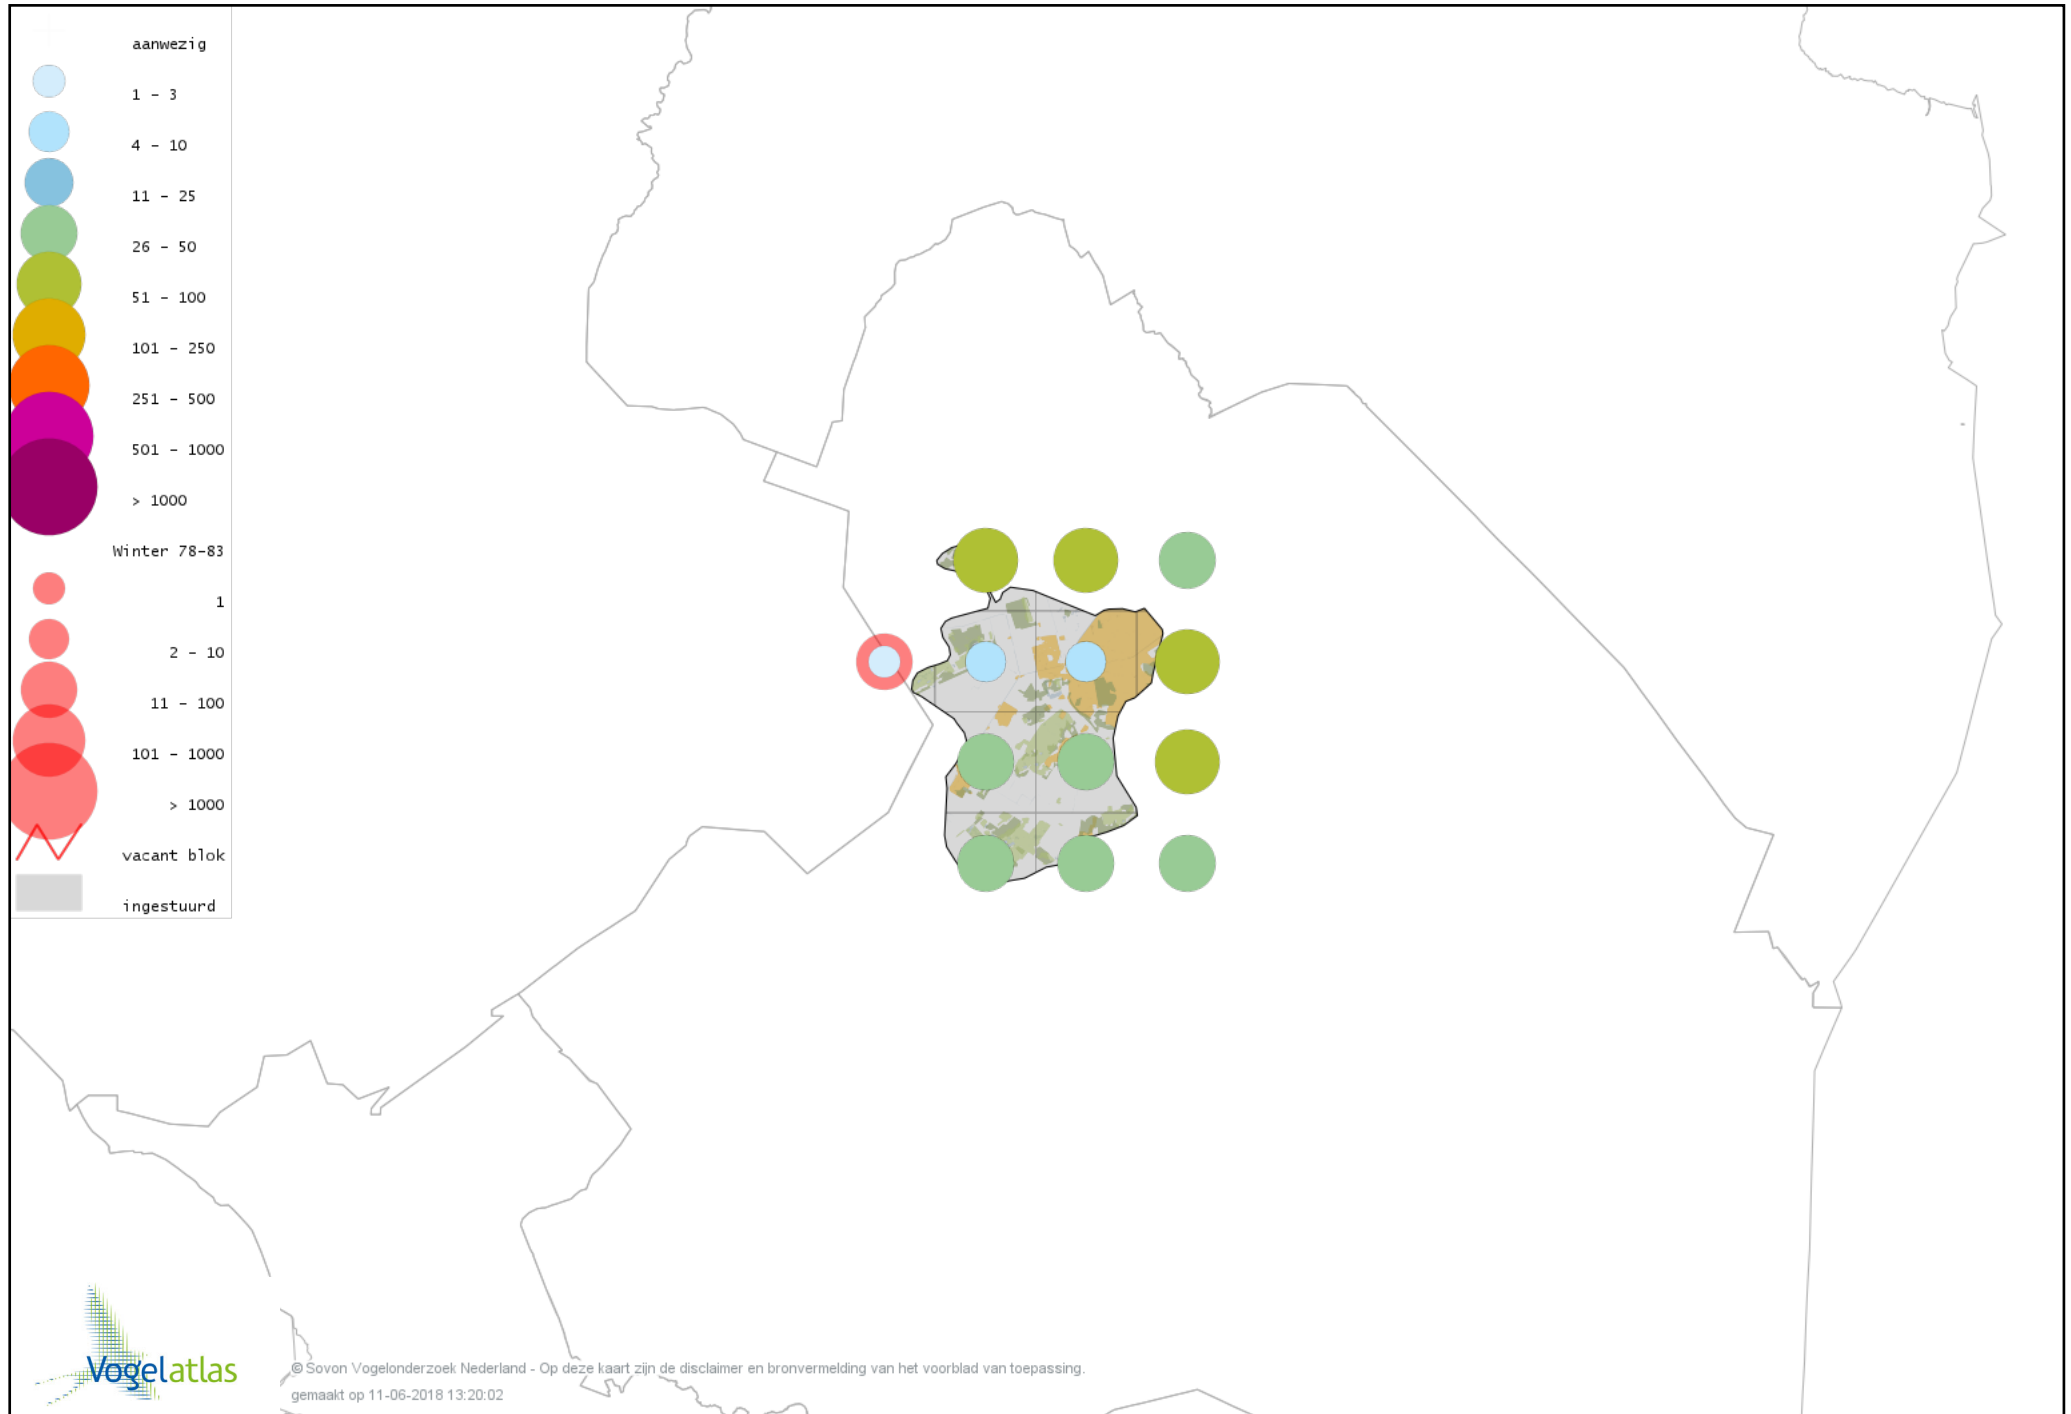 aanwezig
1 – 3
4 – 10
11 – 25
26 – 50
51 – 100
101 – 250
251 – 500
501 – 1000
> 1000
Winter 78–83
1
2 – 10
11 – 100
101 – 1000
> 1000
vacant blok
ingestuurd
Vogelatlas
© Sovon Vogelonderzoek Nederland - Op deze kaart zijn de disclaimer en bronvermelding van het voorblad van toepassing.
gemaakt op 11-06-2018 13:20:02